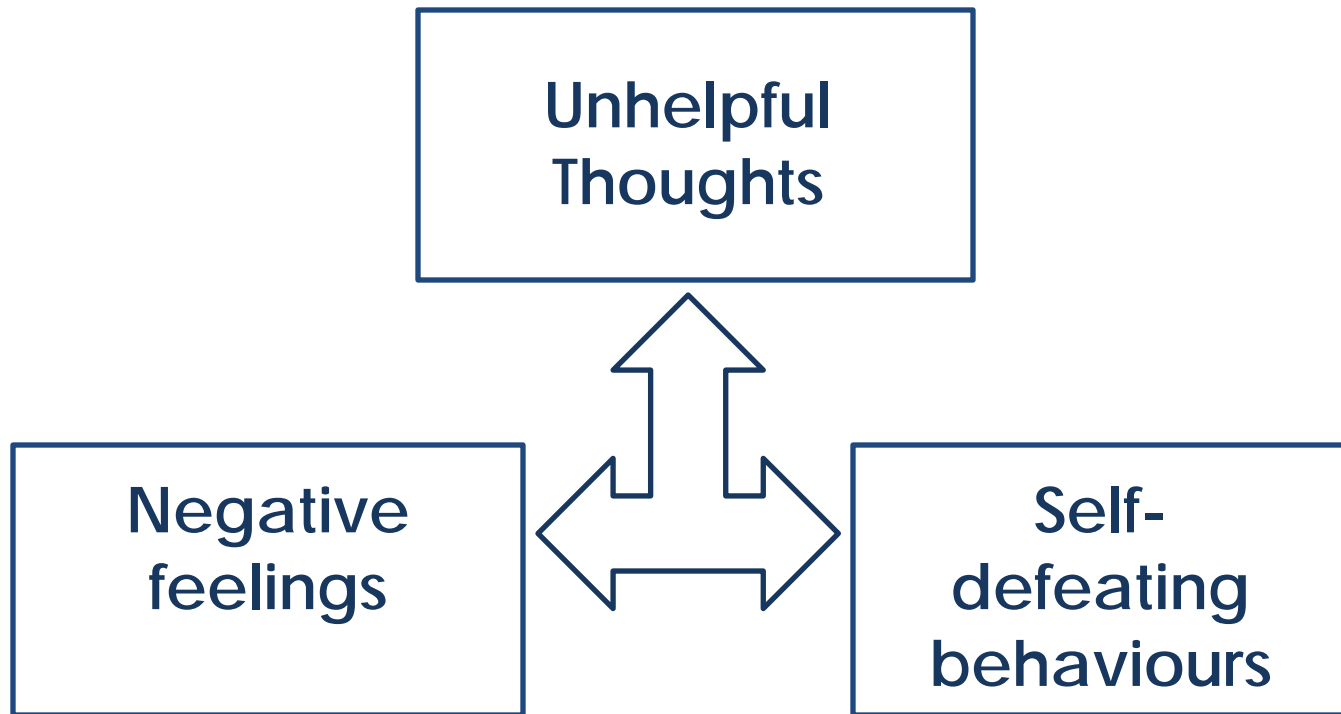 Unhelpful
Thoughts
Negative
feelings
Self-
defeating
behaviours